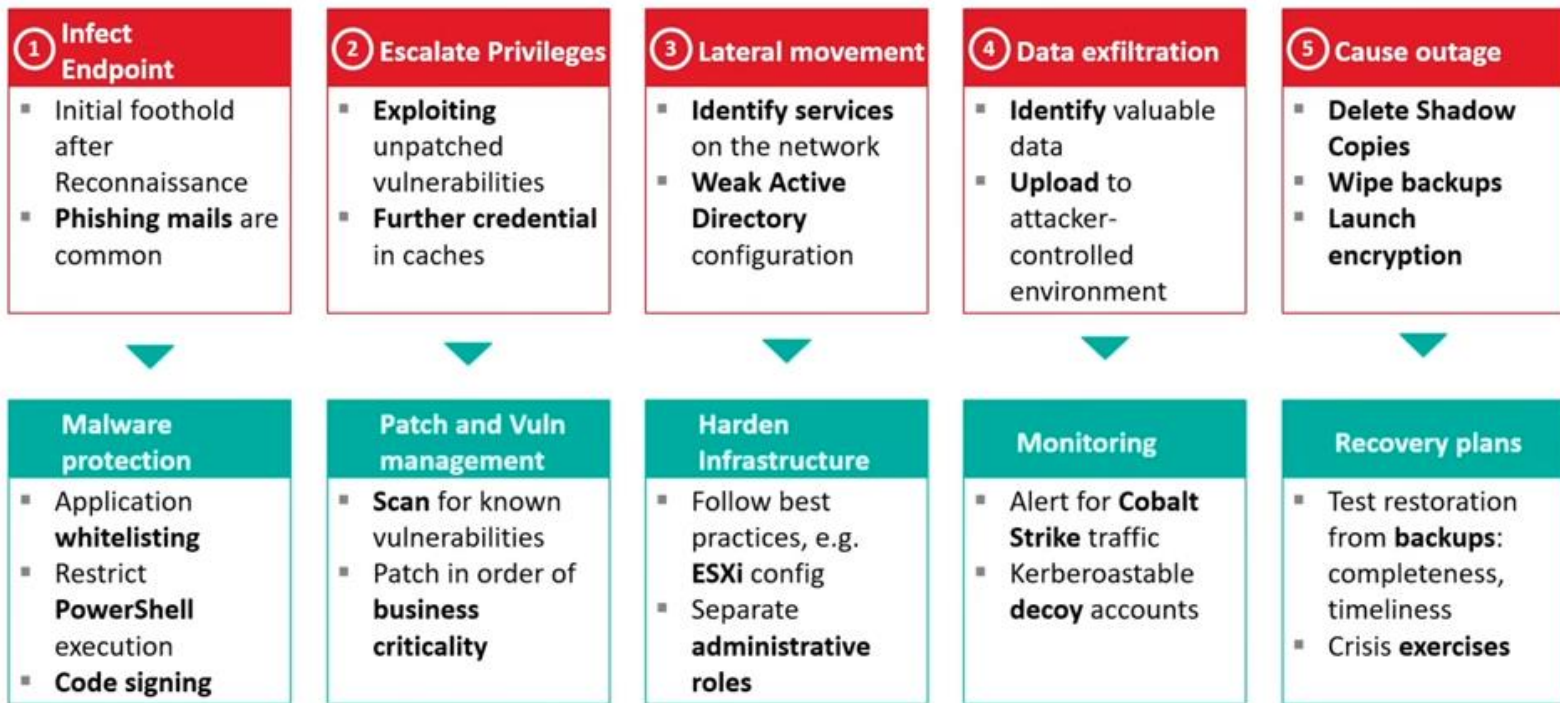 1 Infect
Endpoint
▪ Initial foothold
after
Reconnaissance
▪ Phishing mails are
common
2 Escalate Privileges
▪ Exploiting
unpatched
vulnerabilities
▪ Further credential
in caches
3 Lateral movement
▪ Identify services
on the network
▪ Weak Active
Directory
configuration
4 Data exfiltration
▪ Identify valuable
data
▪ Upload to
attacker-
controlled
environment
5 Cause outage
▪ Delete Shadow
Copies
▪ Wipe backups
▪ Launch
encryption
Malware
protection
▪ Application
whitelisting
▪ Restrict
PowerShell
execution
▪ Code signing
Patch and Vuln
management
▪ Scan for known
vulnerabilities
▪ Patch in order of
business
criticality
Harden
Infrastructure
▪ Follow best
practices, e.g.
ESXi config
▪ Separate
administrative
roles
Monitoring
▪ Alert for Cobalt
Strike traffic
▪ Kerberoastable
decoy accounts
Recovery plans
▪ Test restoration
from backups:
completeness,
timeliness
▪ Crisis exercises